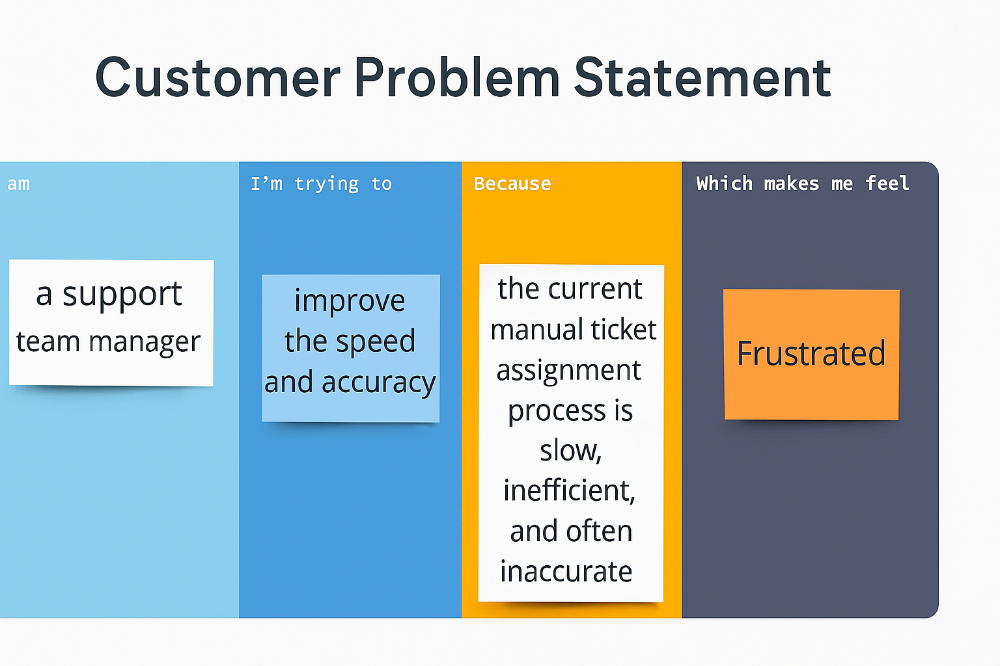 Customer Problem Statement
am
a support
team manager
I’m trying to
improve
the speed
and accuracy
Because
the current
manual ticket
assignment
process is
slow,
inefficient,
and often
inaccurate
Which makes me feel
Frustrated